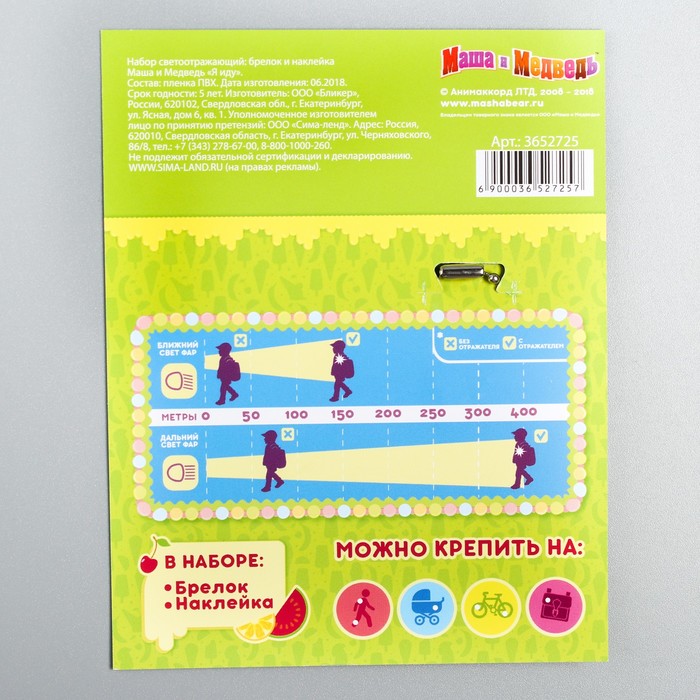 Набор светоотражающий: брелок и наклейка
Маша и Медведь «Я иду».
Состав: пленка ПВХ. Дата изготовления: 06.2018.
Срок годности: 5 лет. Изготовитель: ООО «Бликер»,
России, 620102, Свердловская обл., г. Екатеринбург,
ул. Ясная, дом 6, кв. 1. Уполномоченное изготовителем
лицо по принятию претензий: ООО «Сима-ленд». Адрес: Россия,
620010, Свердловская область, г. Екатеринбург, ул. Черняховского,
86/8, тел.: +7 (343) 278-67-00, 8-800-1000-260.
Не подлежит обязательной сертификации и декларированию.
WWW.SIMA-LAND.RU (на правах рекламы).
Маша и Медведь
© Анимаккорд ЛТД, 2008 - 2018
www.mashabear.ru
Арт.: 3652725
6 900036 527257
БЛИЖНИЙ
СВЕТ ФАР
БЕЗ
ОТРАЖАТЕЛЯ
С
ОТРАЖАТЕЛЕМ
МЕТРЫ 0 50 100 150 200 250 300 400
ДАЛЬНИЙ
СВЕТ ФАР
В НАБОРЕ:
• Брелок
• Наклейка
МОЖНО КРЕПИТЬ НА: